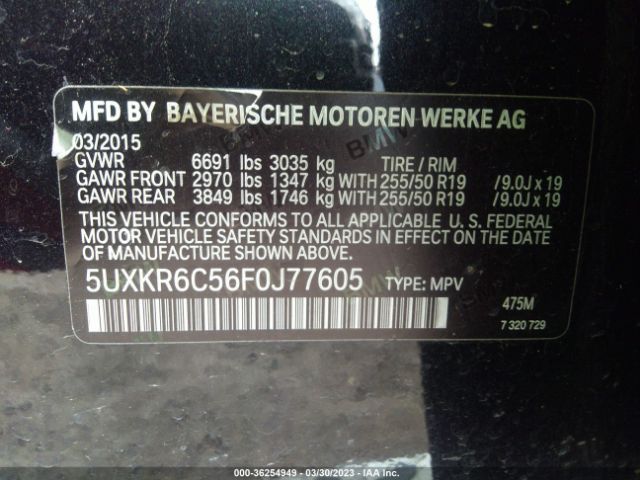 MFD BY BAYERISCHE MOTOREN WERKE AG
03/2015
GVWR 6691 lbs 3035 kg TIRE / RIM
GAWR FRONT 2970 lbs 1347 kg WITH 255/50 R19 /9.0J x 19
GAWR REAR 3849 lbs 1746 kg WITH 255/50 R19 /9.0J x 19
THIS VEHICLE CONFORMS TO ALL APPLICABLE U. S. FEDERAL
MOTOR VEHICLE SAFETY STANDARDS IN EFFECT ON THE
DATE OF MANUFACTURE SHOWN ABOVE.
5UXKR6C56F0J77605 TYPE: MPV
475M
7 320 729
000-36254949 - 03/30/2023 - IAA Inc.